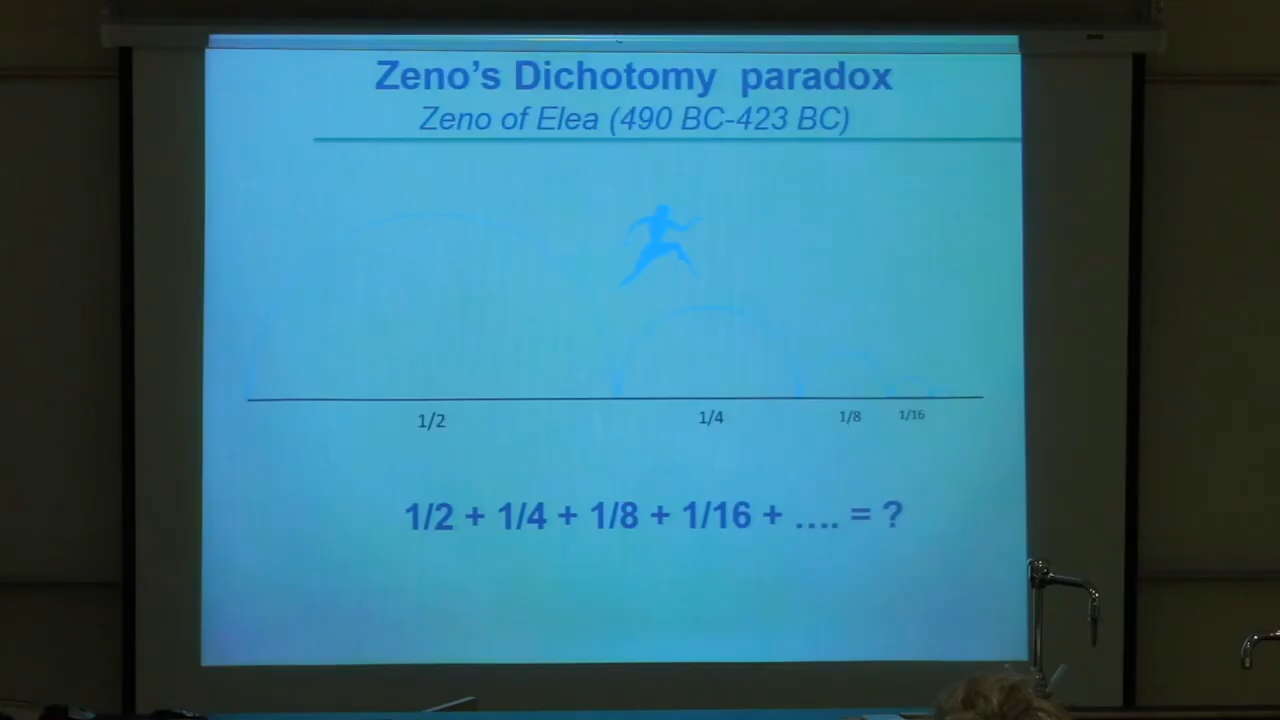 Zeno's Dichotomy paradox
Zeno of Elea (490 BC-423 BC)
1/2 1/4 1/8 1/16
1/2 + 1/4 + 1/8 + 1/16 + .... = ?